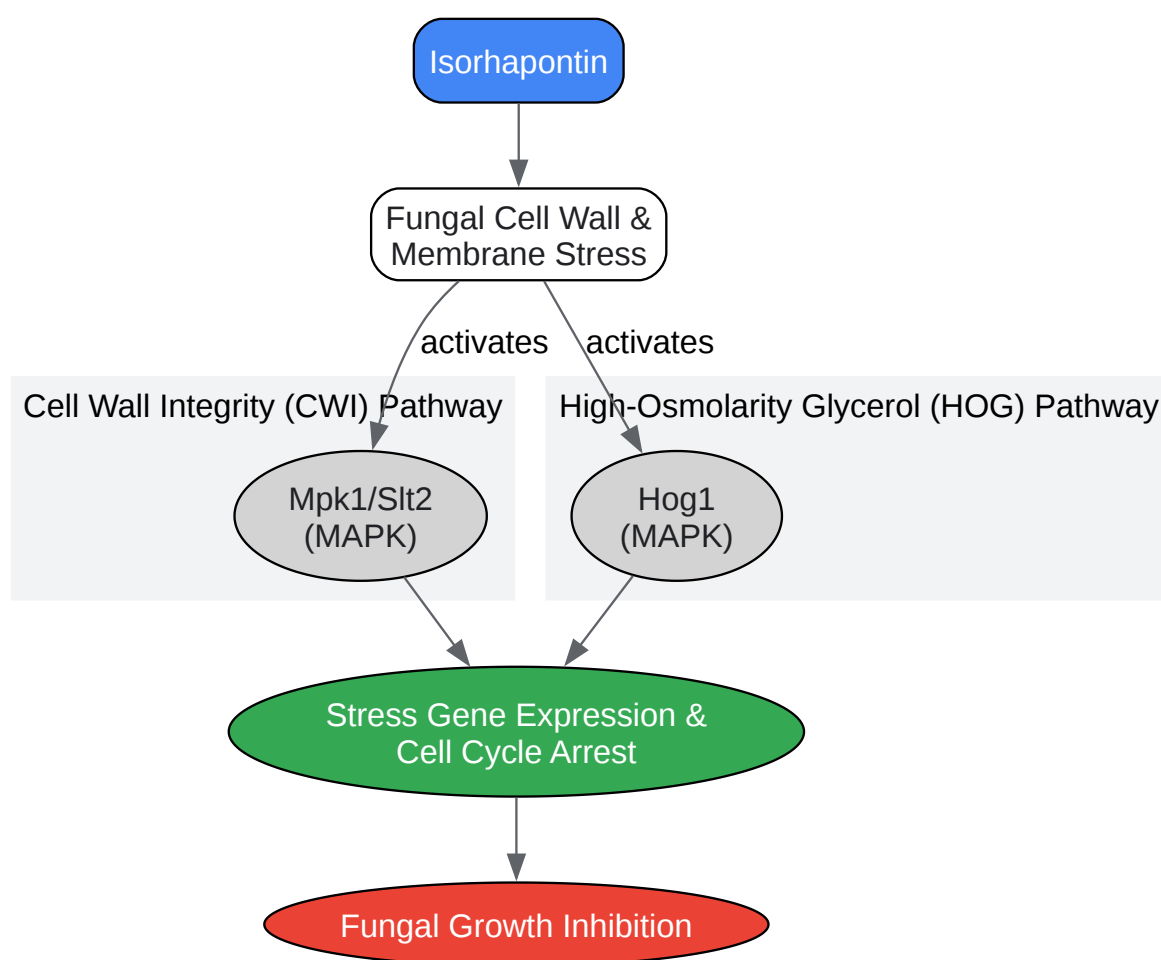 Isorhapontin
Fungal Cell Wall &
Membrane Stress
activates
activates
Cell Wall Integrity (CWI) Pathway
High-Osmolarity Glycerol (HOG) Pathway
Mpk1/Slt2
(MAPK)
Hog1
(MAPK)
Stress Gene Expression &
Cell Cycle Arrest
Fungal Growth Inhibition